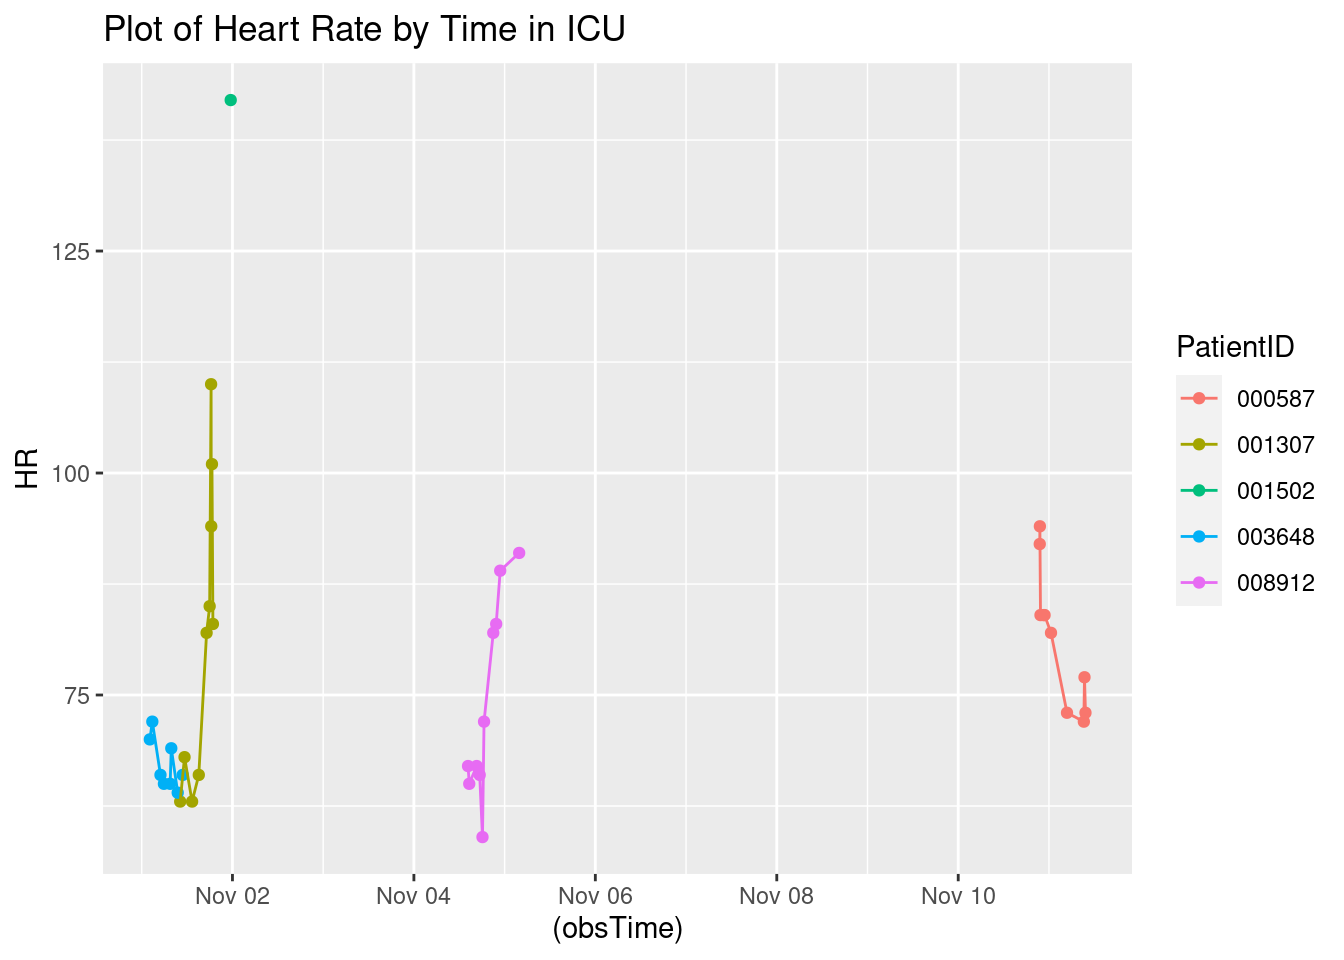 Plot of Heart Rate by Time in ICU
125
100
75
HR
Nov 02
Nov 04
Nov 06
Nov 08
Nov 10
(obsTime)
PatientID
000587
001307
001502
003648
008912